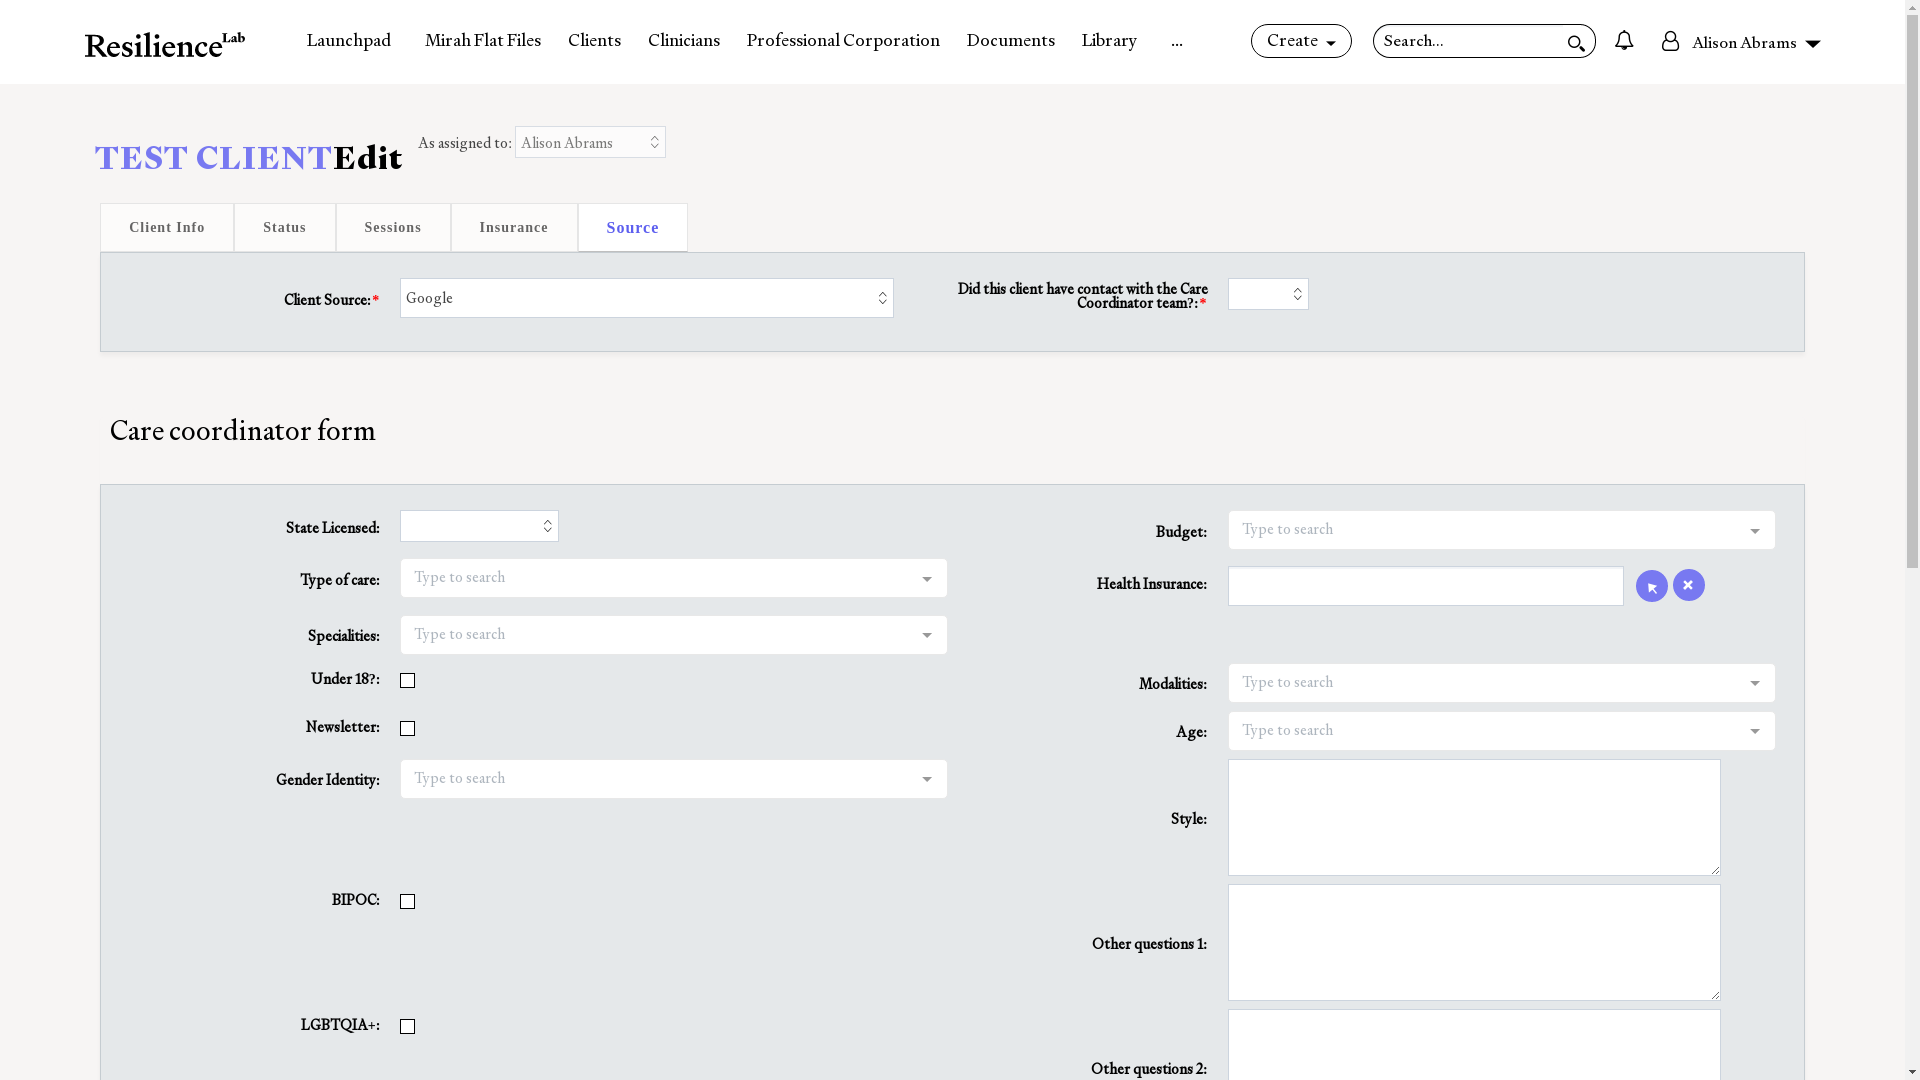 Resilience Lab
Launchpad
Mirah Flat Files
Clients
Clinicians
Professional Corporation
Documents
Library
...
Create
Search...
Alison Abrams
TEST CLIENTEdit
As assigned to:
Alison Abrams
Client Info
Status
Sessions
Insurance
Source
Client Source:*
Google
Did this client have contact with the Care
Coordinator team?:*
Care coordinator form
State Licensed:
Budget:
Type to search
Type of care:
Type to search
Health Insurance:
Specialities:
Type to search
Under 18?:
Modalities:
Type to search
Newsletter:
Age:
Type to search
Gender Identity:
Type to search
Style:
BIPOC:
Other questions 1:
LGBTQIA+:
Other questions 2: